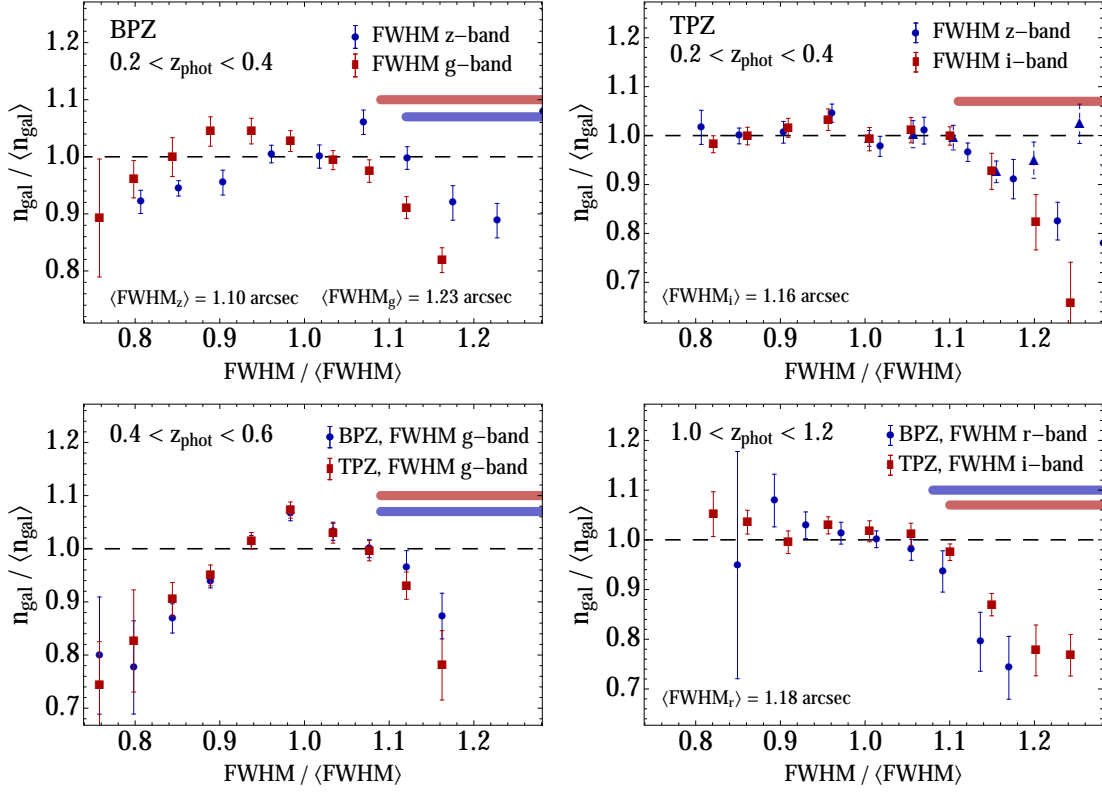 BPZ
0.2 < z_phot < 0.4
FWHM z-band
FWHM g-band
1.2
1.1
1.0
0.9
0.8
n_gal / ⟨n_gal⟩
⟨FWHM_z⟩ = 1.10 arcsec
⟨FWHM_g⟩ = 1.23 arcsec
0.8 0.9 1.0 1.1 1.2
FWHM / ⟨FWHM⟩
TPZ
0.2 < z_phot < 0.4
FWHM z-band
FWHM i-band
1.2
1.1
1.0
0.9
0.8
0.7
n_gal / ⟨n_gal⟩
⟨FWHM_i⟩ = 1.16 arcsec
0.8 0.9 1.0 1.1 1.2
FWHM / ⟨FWHM⟩
0.4 < z_phot < 0.6
BPZ, FWHM g-band
TPZ, FWHM g-band
1.2
1.1
1.0
0.9
0.8
0.7
n_gal / ⟨n_gal⟩
0.8 0.9 1.0 1.1 1.2
FWHM / ⟨FWHM⟩
1.0 < z_phot < 1.2
BPZ, FWHM r-band
TPZ, FWHM i-band
1.2
1.1
1.0
0.9
0.8
0.7
n_gal / ⟨n_gal⟩
⟨FWHM_r⟩ = 1.18 arcsec
0.8 0.9 1.0 1.1 1.2
FWHM / ⟨FWHM⟩